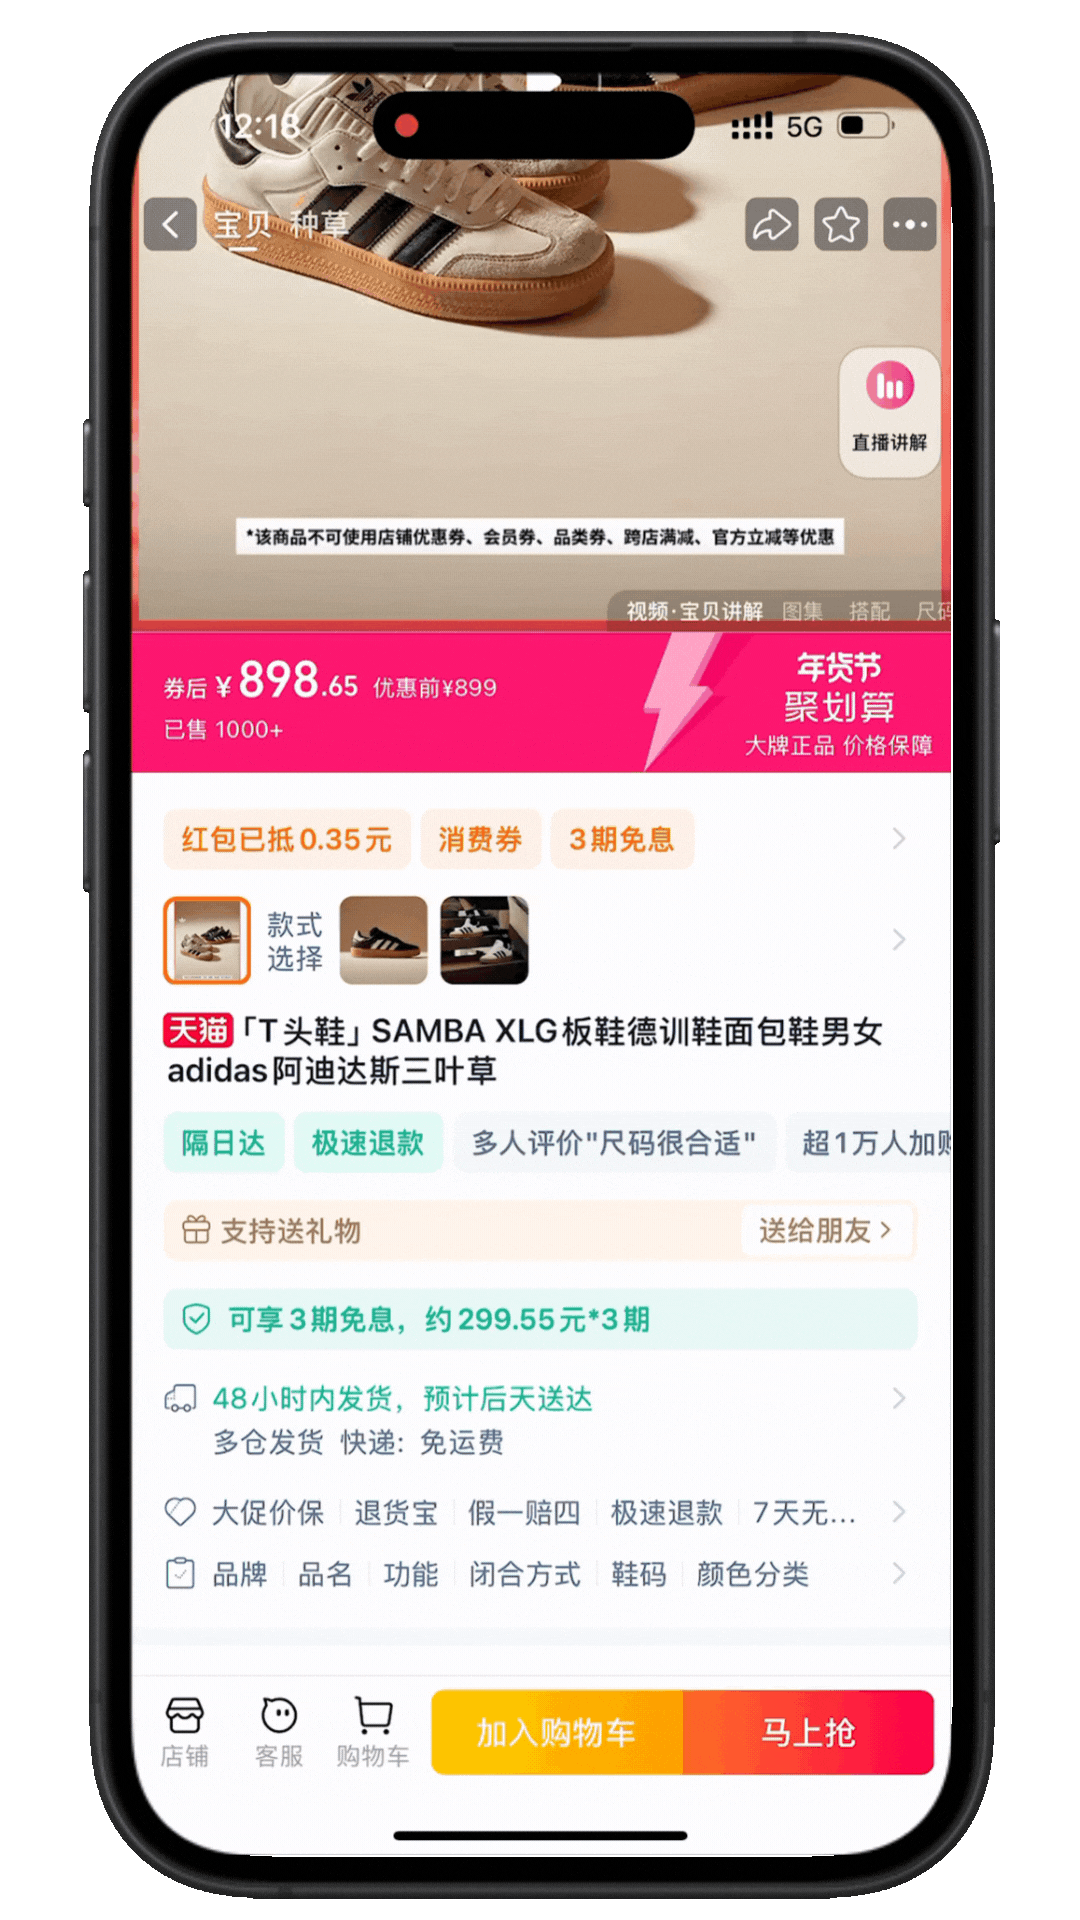 adidas
12:18
5G
宝贝 种草
直播讲解
*该商品不可使用店铺优惠券、会员券、品类券、跨店满减、官方立减等优惠
视频·宝贝讲解 图集 搭配 尺码
券后 ¥898.65 优惠前¥899
已售 1000+
年货节
聚划算
大牌正品 价格保障
红包已抵0.35元 消费券 3期免息
款式
选择
天猫「T头鞋」SAMBA XLG板鞋德训鞋面包鞋男女
adidas阿迪达斯三叶草
隔日达 极速退款 多人评价"尺码很合适" 超1万人加购
支持送礼物 送给朋友
可享3期免息，约299.55元*3期
48小时内发货，预计后天送达
多仓发货 快递: 免运费
大促价保 退货宝 假一赔四 极速退款 7天无...
品牌 品名 功能 闭合方式 鞋码 颜色分类
店铺 客服 购物车 加入购物车 马上抢